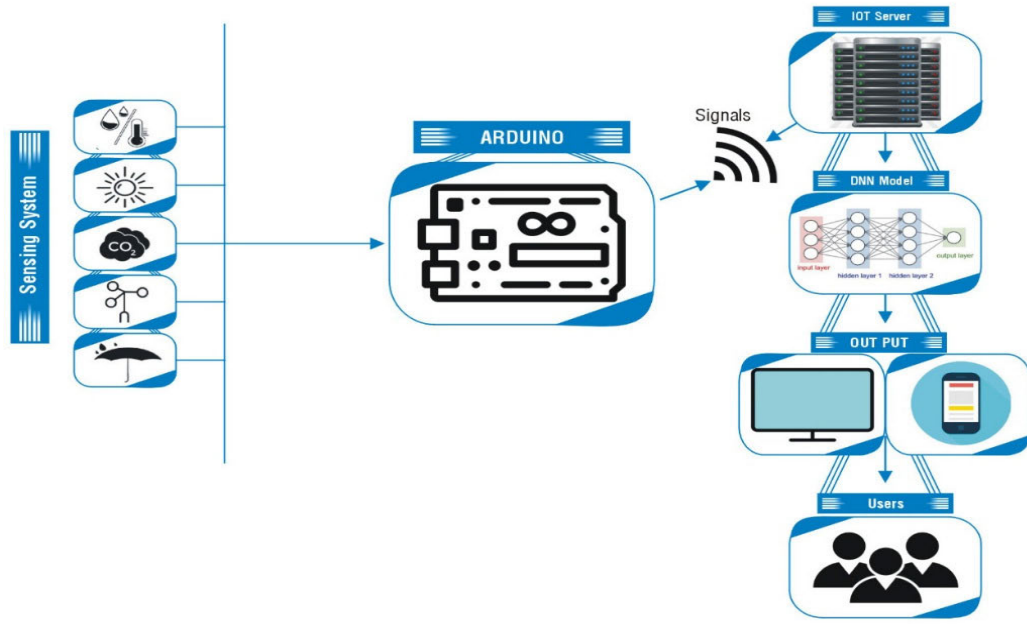 Sensing System
CO2
ARDUINO
Signals
IOT Server
DNN Model
input layer
hidden layer 1
hidden layer 2
output layer
OUT PUT
Users